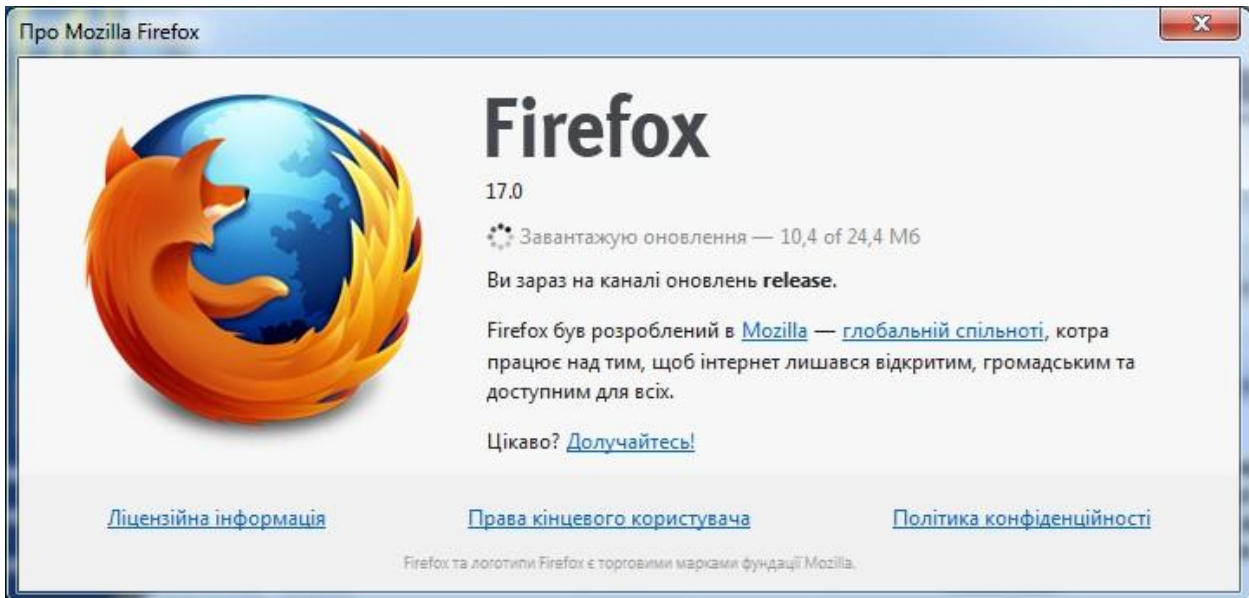 Про Mozilla Firefox
Firefox
17.0
Завантажую оновлення — 10,4 of 24,4 Мб
Ви зараз на каналі оновлень release.
Firefox був розроблений в Mozilla — глобальній спільноті, котра
працює над тим, щоб інтернет лишався відкритим, громадським та
доступним для всіх.
Цікаво? Долучайтесь!
Ліцензійна інформація
Права кінцевого користувача
Політика конфіденційності
Firefox та логотипи Firefox є торговими марками фундації Mozilla.